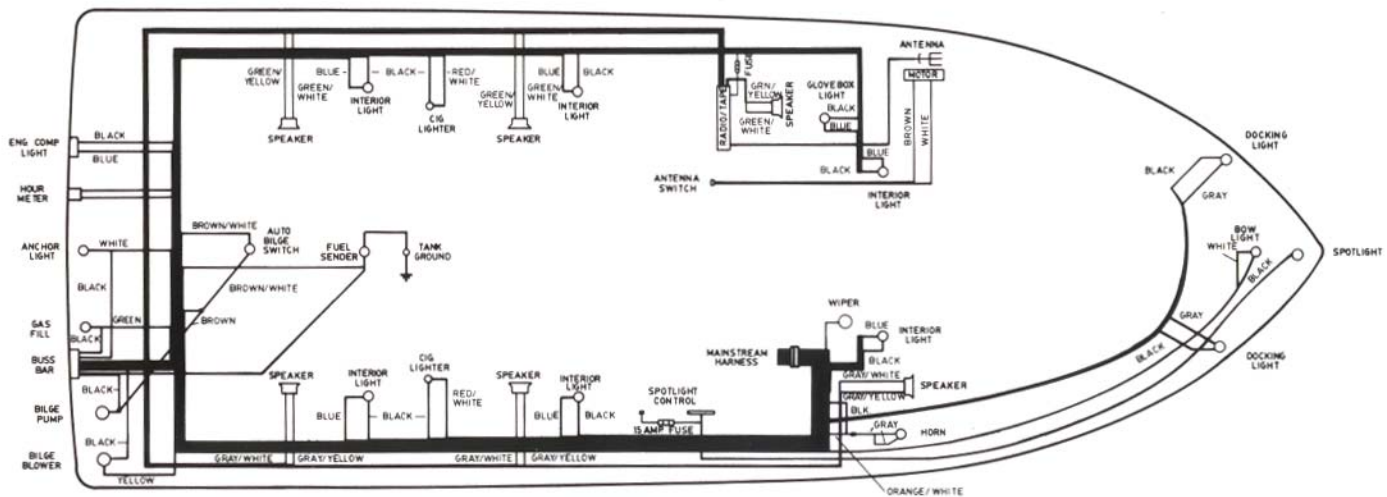 ANTENNA
FUSE
MOTOR
GREEN/
YELLOW
GREEN/
WHITE
BLUE
BLACK
RED/
WHITE
GREEN/
YELLOW
GREEN/
WHITE
BLUE
BLACK
INTERIOR
LIGHT
CIG
LIGHTER
INTERIOR
LIGHT
SPEAKER
SPEAKER
RADIO/TAPE
GRN/
YELLOW
GREEN/
WHITE
SPEAKER
GLOVEBOX
LIGHT
BLACK
BLUE
BROWN
WHITE
BLUE
BLACK
INTERIOR
LIGHT
ANTENNA
SWITCH
DOCKING
LIGHT
BLACK
GRAY
ENG COMP
LIGHT
BLACK
BLUE
HOUR
METER
ANCHOR
LIGHT
WHITE
BLACK
BROWN/WHITE
AUTO
BILGE
SWITCH
FUEL
SENDER
TANK
GROUND
BROWN/WHITE
BROWN
BOW
LIGHT
WHITE
BLACK
SPOTLIGHT
GAS
FILL
GREEN
BLACK
BUSS
BAR
WIPER
BLUE
BLACK
INTERIOR
LIGHT
MAINSTREAM
HARNESS
GRAY
BLACK
DOCKING
LIGHT
BLACK
BILGE
PUMP
BLACK
BILGE
BLOWER
YELLOW
SPEAKER
INTERIOR
LIGHT
CIG
LIGHTER
SPEAKER
INTERIOR
LIGHT
BLUE
BLACK
RED/
WHITE
BLUE
BLACK
SPOTLIGHT
CONTROL
15 AMP FUSE
GRAY/WHITE
GRAY/YELLOW
SPEAKER
BLK
GRAY
HORN
GRAY/WHITE
GRAY/YELLOW
GRAY/WHITE
GRAY/YELLOW
ORANGE/WHITE